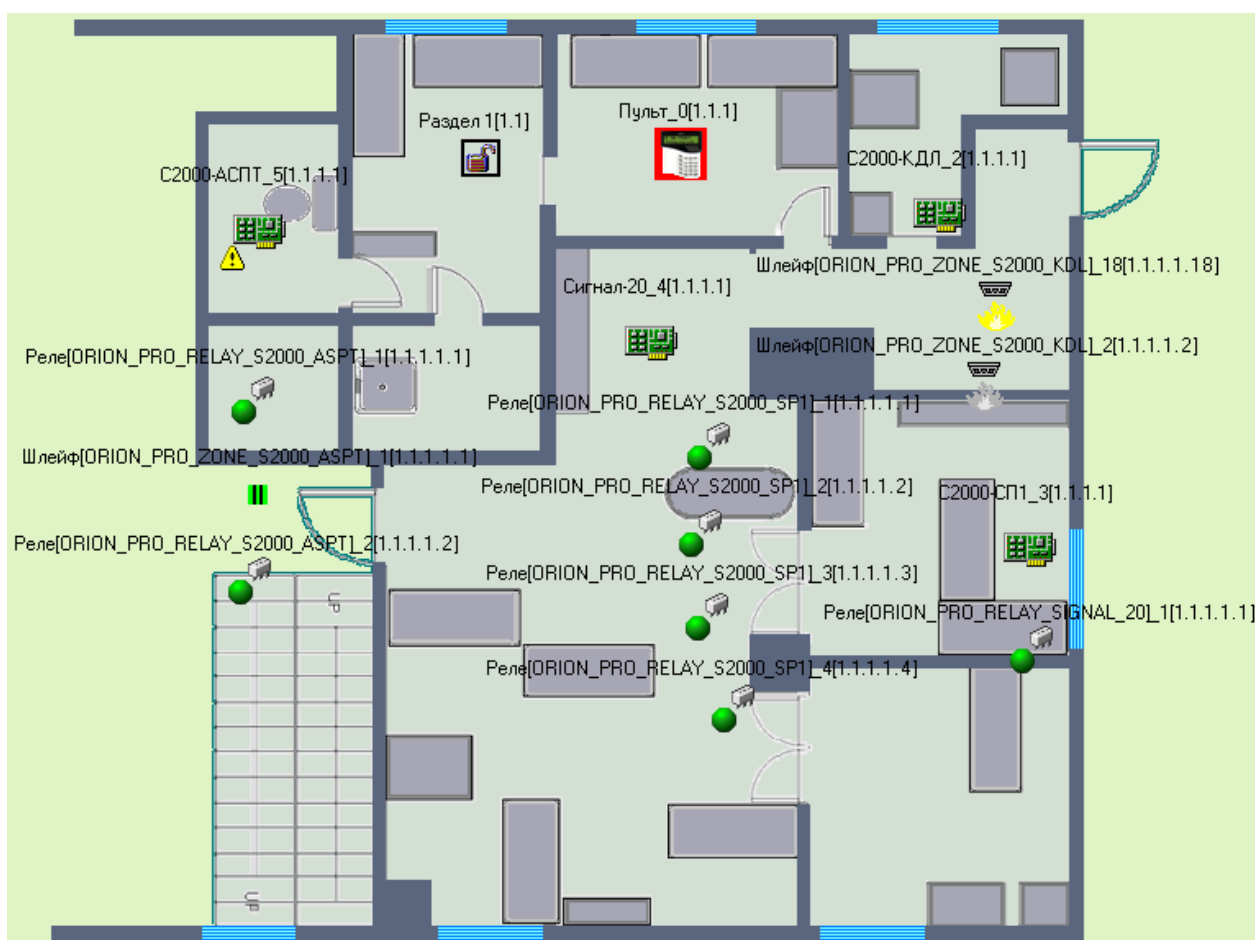 Раздел 1[1.1]
Пульт_0[1.1.1]
С2000-КДЛ_2[1.1.1.1]
С2000-АСПТ_5[1.1.1.1]
Шлейф[ORION_PRO_ZONE_S2000_KDL]_18[1.1.1.1.18]
Сигнал-20_4[1.1.1.1]
Шлейф[ORION_PRO_ZONE_S2000_KDL]_2[1.1.1.1.2]
Реле[ORION_PRO_RELAY_S2000_ASPT]_1[1.1.1.1.1]
Реле[ORION_PRO_RELAY_S2000_SP1]_1[1.1.1.1.1]
Шлейф[ORION_PRO_ZONE_S2000_ASPT]_1[1.1.1.1.1]
Реле[ORION_PRO_RELAY_S2000_SP1]_2[1.1.1.1.2]
С2000-СП1_3[1.1.1.1]
Реле[ORION_PRO_RELAY_S2000_ASPT]_2[1.1.1.1.2]
Реле[ORION_PRO_RELAY_S2000_SP1]_3[1.1.1.1.3]
UP
Реле[ORION_PRO_RELAY_SIGNAL_20]_1[1.1.1.1.1]
Реле[ORION_PRO_RELAY_S2000_SP1]_4[1.1.1.1.4]
UP